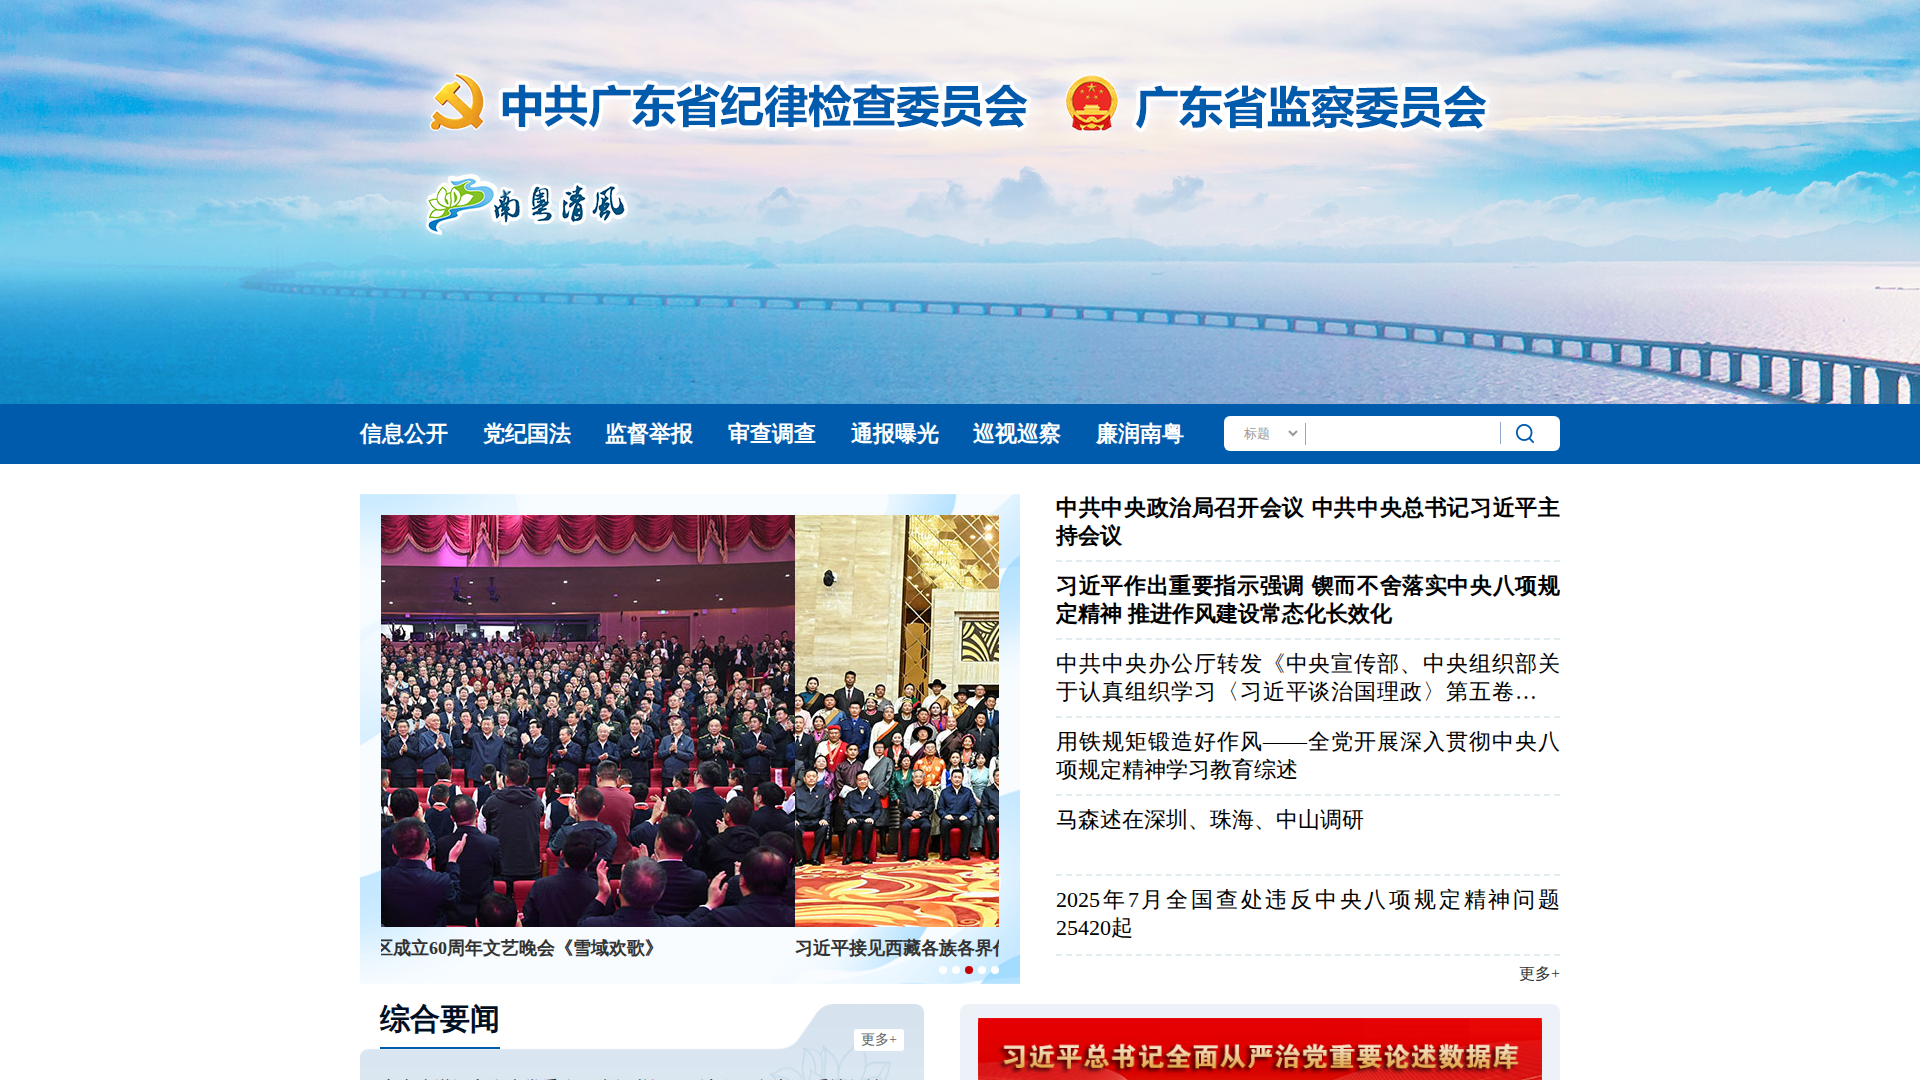 中共广东省纪律检查委员会 广东省监察委员会
南粤清風
信息公开 党纪国法 监督举报 审查调查 通报曝光 巡视巡察 廉润南粤 标题
中共中央政治局召开会议 中共中央总书记习近平主
持会议
习近平作出重要指示强调 锲而不舍落实中央八项规
定精神 推进作风建设常态化长效化
中共中央办公厅转发《中央宣传部、中央组织部关
于认真组织学习〈习近平谈治国理政〉第五卷…
用铁规矩锻造好作风——全党开展深入贯彻中央八
项规定精神学习教育综述
马森述在深圳、珠海、中山调研
2025年7月全国查处违反中央八项规定精神问题
25420起
更多+
区成立60周年文艺晚会《雪域欢歌》
习近平接见西藏各族各界
综合要闻
更多+
习近平总书记全面从严治党重要论述数据库